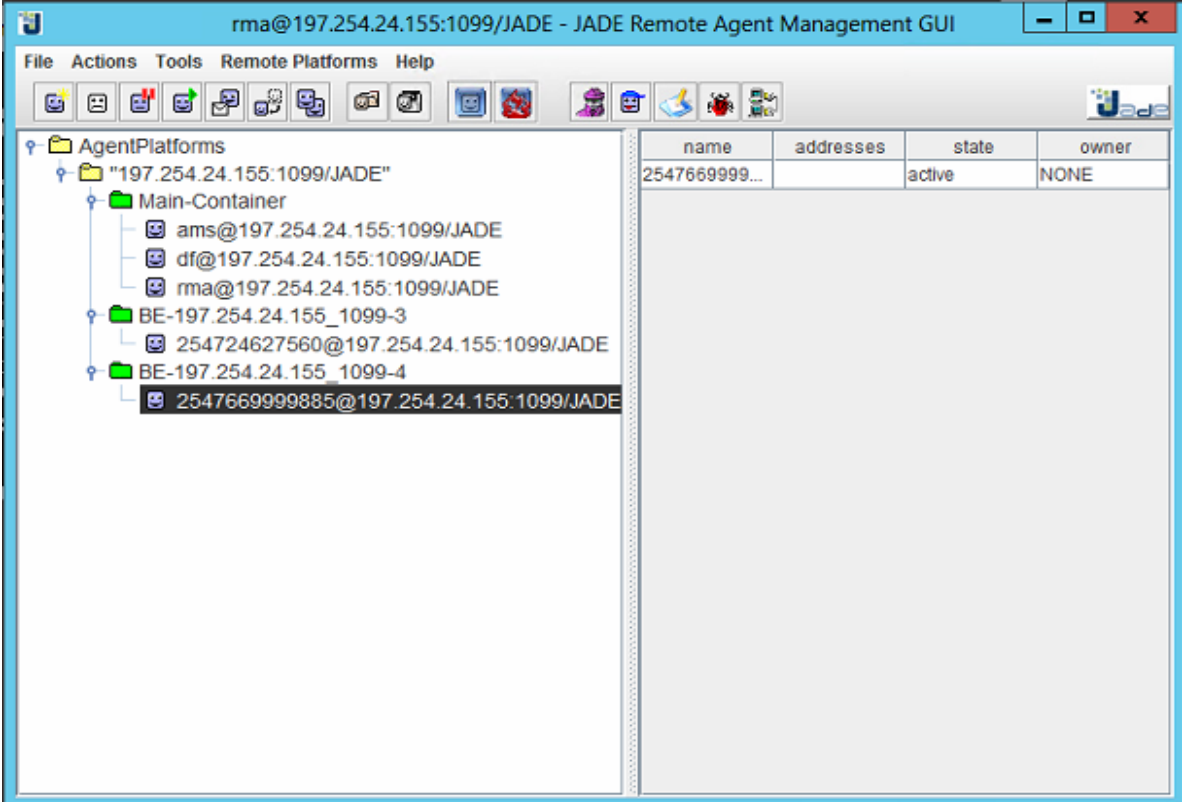 rma@197.254.24.155:1099/JADE - JADE Remote Agent Management GUI
File Actions Tools Remote Platforms Help
Jade
AgentPlatforms
"197.254.24.155:1099/JADE"
Main-Container
ams@197.254.24.155:1099/JADE
df@197.254.24.155:1099/JADE
rma@197.254.24.155:1099/JADE
BE-197.254.24.155_1099-3
254724627560@197.254.24.155:1099/JADE
BE-197.254.24.155_1099-4
2547669999885@197.254.24.155:1099/JADE
name addresses state owner
2547669999... active NONE